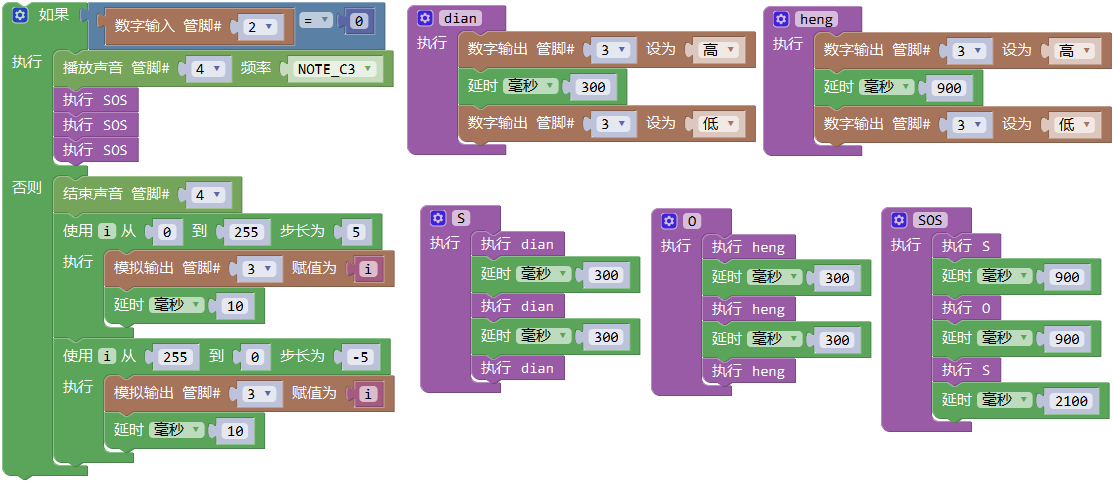 如果 数字输入 管脚# 2 = 0
执行 播放声音 管脚# 4 频率 NOTE_C3
执行 SOS
执行 SOS
执行 SOS
否则 结束声音 管脚# 4
使用 i 从 0 到 255 步长为 5
执行 模拟输出 管脚# 3 赋值为 i
延时 毫秒 10
使用 i 从 255 到 0 步长为 -5
执行 模拟输出 管脚# 3 赋值为 i
延时 毫秒 10
dian
执行 数字输出 管脚# 3 设为 高
延时 毫秒 300
数字输出 管脚# 3 设为 低
heng
执行 数字输出 管脚# 3 设为 高
延时 毫秒 900
数字输出 管脚# 3 设为 低
S
执行 执行 dian
延时 毫秒 300
执行 dian
延时 毫秒 300
执行 dian
O
执行 执行 heng
延时 毫秒 300
执行 heng
延时 毫秒 300
执行 heng
SOS
执行 执行 S
延时 毫秒 900
执行 O
延时 毫秒 900
执行 S
延时 毫秒 2100